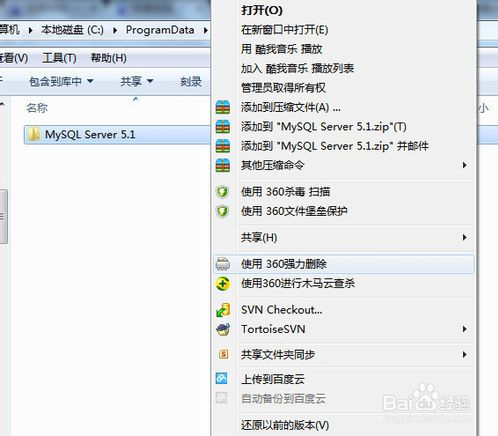 打开(O)
在新窗口中打开(E)
算机 ▸ 本地磁盘 (C:) ▸ ProgramData ▸
用 酷我音乐 播放
查看(V) 工具(T) 帮助(H)
加入 酷我音乐 播放列表
包含到库中 共享 刻录
管理员取得所有权
名称
添加到压缩文件(A) ...
小
MySQL Server 5.1
添加到 "MySQL Server 5.1.zip"(T)
添加到 "MySQL Server 5.1.zip" 并邮件
其他压缩命令
使用 360杀毒 扫描
使用 360文件堡垒保护
共享(H)
使用 360强力删除
使用360进行木马云查杀
SVN Checkout...
TortoiseSVN
共享文件夹同步
上传到百度云
自动备份到百度云
还原以前的版本(V)
Baidu 经验